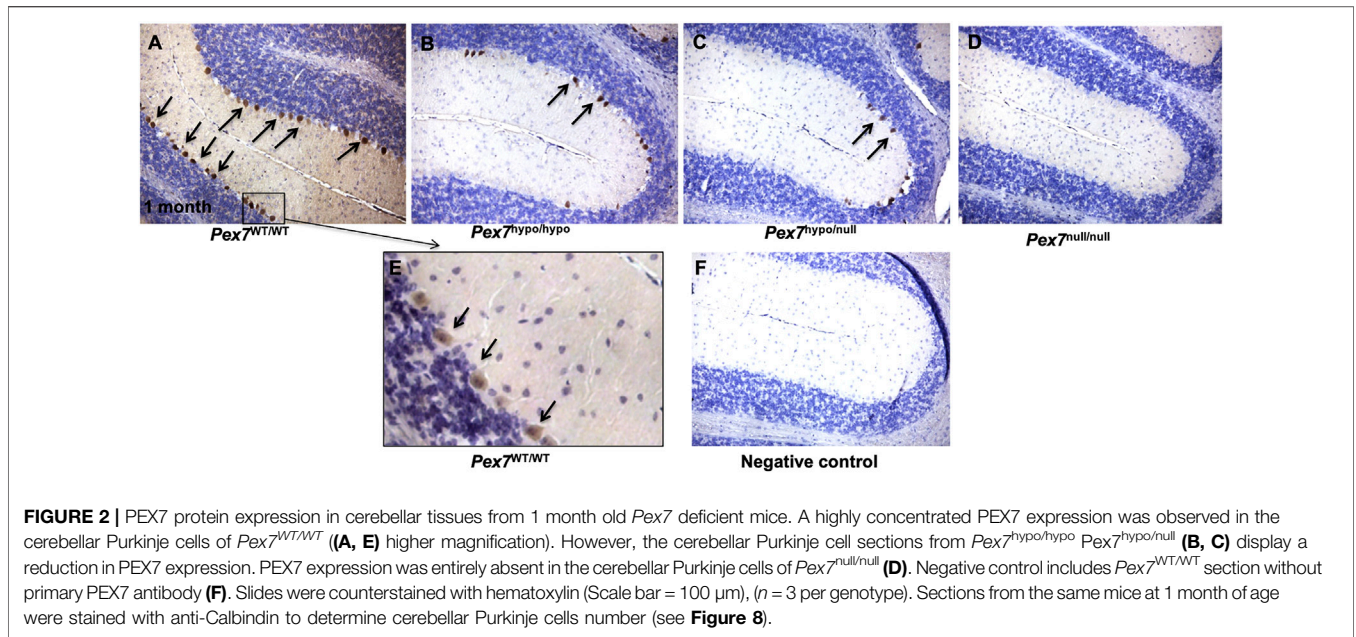 A
B
C
D
1 month
Pex7WT/WT
Pex7hypo/hypo
Pex7hypo/null
Pex7null/null
E
F
Pex7WT/WT
Negative control
FIGURE 2 | PEX7 protein expression in cerebellar tissues from 1 month old Pex7 deficient mice. A highly concentrated PEX7 expression was observed in the
cerebellar Purkinje cells of Pex7WT/WT ((A, E) higher magnification). However, the cerebellar Purkinje cell sections from Pex7hypo/hypo Pex7hypo/null (B, C) display a
reduction in PEX7 expression. PEX7 expression was entirely absent in the cerebellar Purkinje cells of Pex7null/null (D). Negative control includes Pex7WT/WT section without
primary PEX7 antibody (F). Slides were counterstained with hematoxylin (Scale bar = 100 µm), (n = 3 per genotype). Sections from the same mice at 1 month of age
were stained with anti-Calbindin to determine cerebellar Purkinje cells number (see Figure 8).